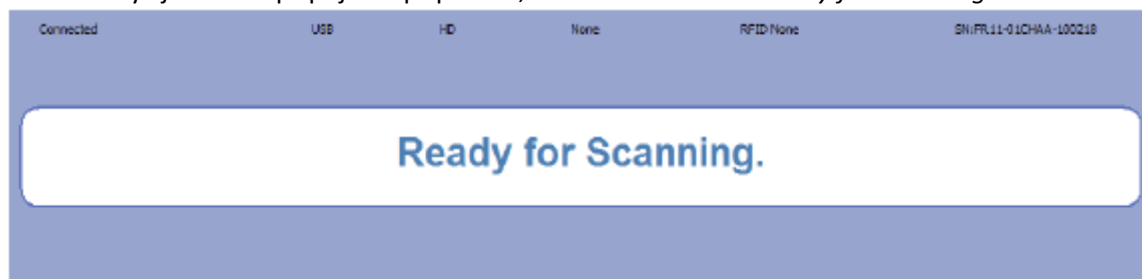 Connected USB HD None RFID None SN:FR11-01CHAA-100218
Ready for Scanning.